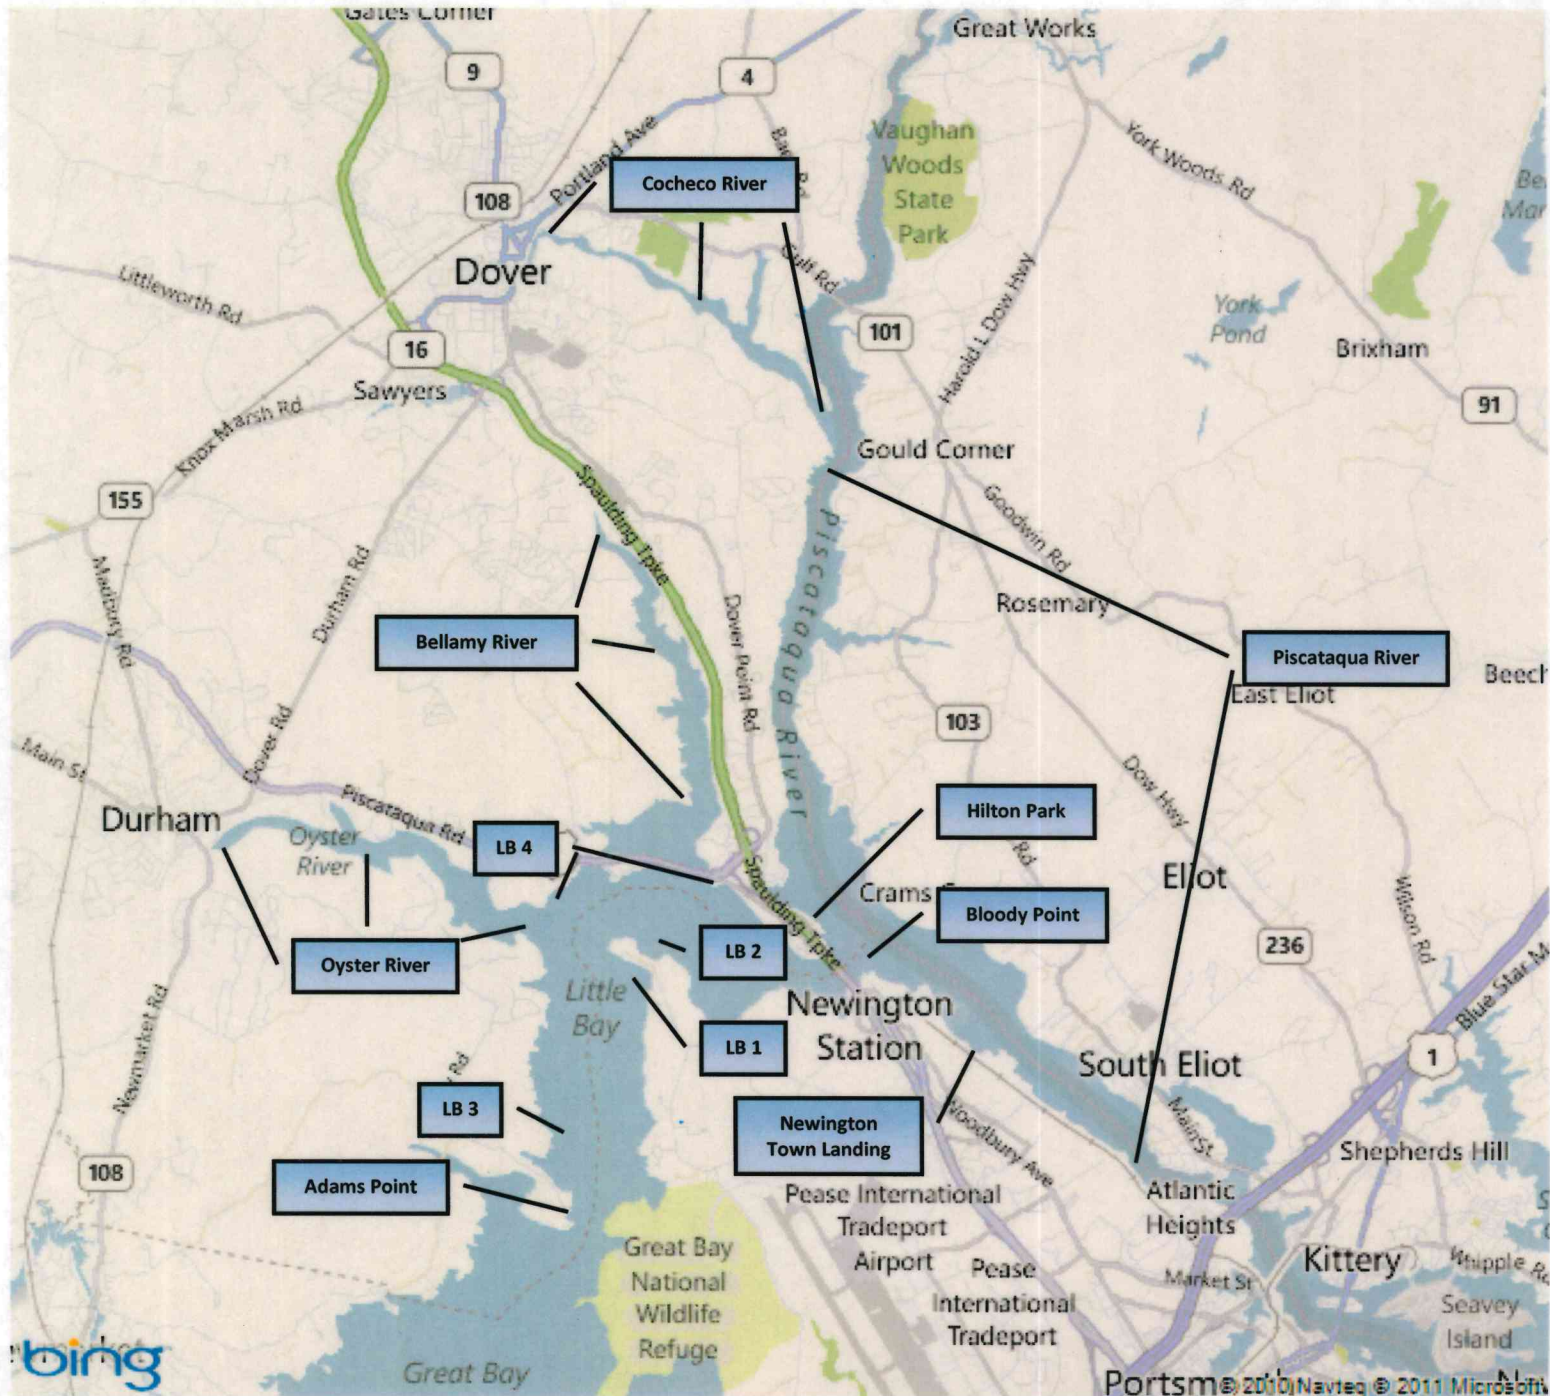 Gates Corner
Great Works
9
4
Portland Ave
Vaughan
Woods
State
Park
York Woods Rd
108
Cocheco River
Dover
Gulf Rd
Littleworth Rd
Harold L Dow Hwy
York
Pond
101
Brixham
16
Sawyers
91
Knox Marsh Rd
Gould Corner
155
Spaulding Tpke
Goodwin Rd
Piscataqua River
Madbury Rd
Durham Rd
Rosemary
Dover Point Rd
Bellamy River
Piscataqua River
Beech
East Eliot
103
Dover Rd
Main St
Dow Hwy
Piscataqua Rd
Hilton Park
Durham
Oyster
River
LB 4
Rd
Spaulding Tpke
Crams
Eliot
Wilson Rd
Bloody Point
236
LB 2
Oyster River
Blue Star M
Little
Bay
Newington
Station
LB 1
South Eliot
1
Newmarket Rd
Rd
LB 3
Newington
Town Landing
Woodbury Ave
Main St
Shepherds Hill
108
Adams Point
Pease International
Tradeport
Airport
Atlantic
Heights
Great Bay
National
Wildlife
Refuge
Pease
International
Tradeport
Kittery
Whipple Rd
Market St
Seavey
Island
bing
Great Bay
© 2010 Navteq © 2011 Microsoft